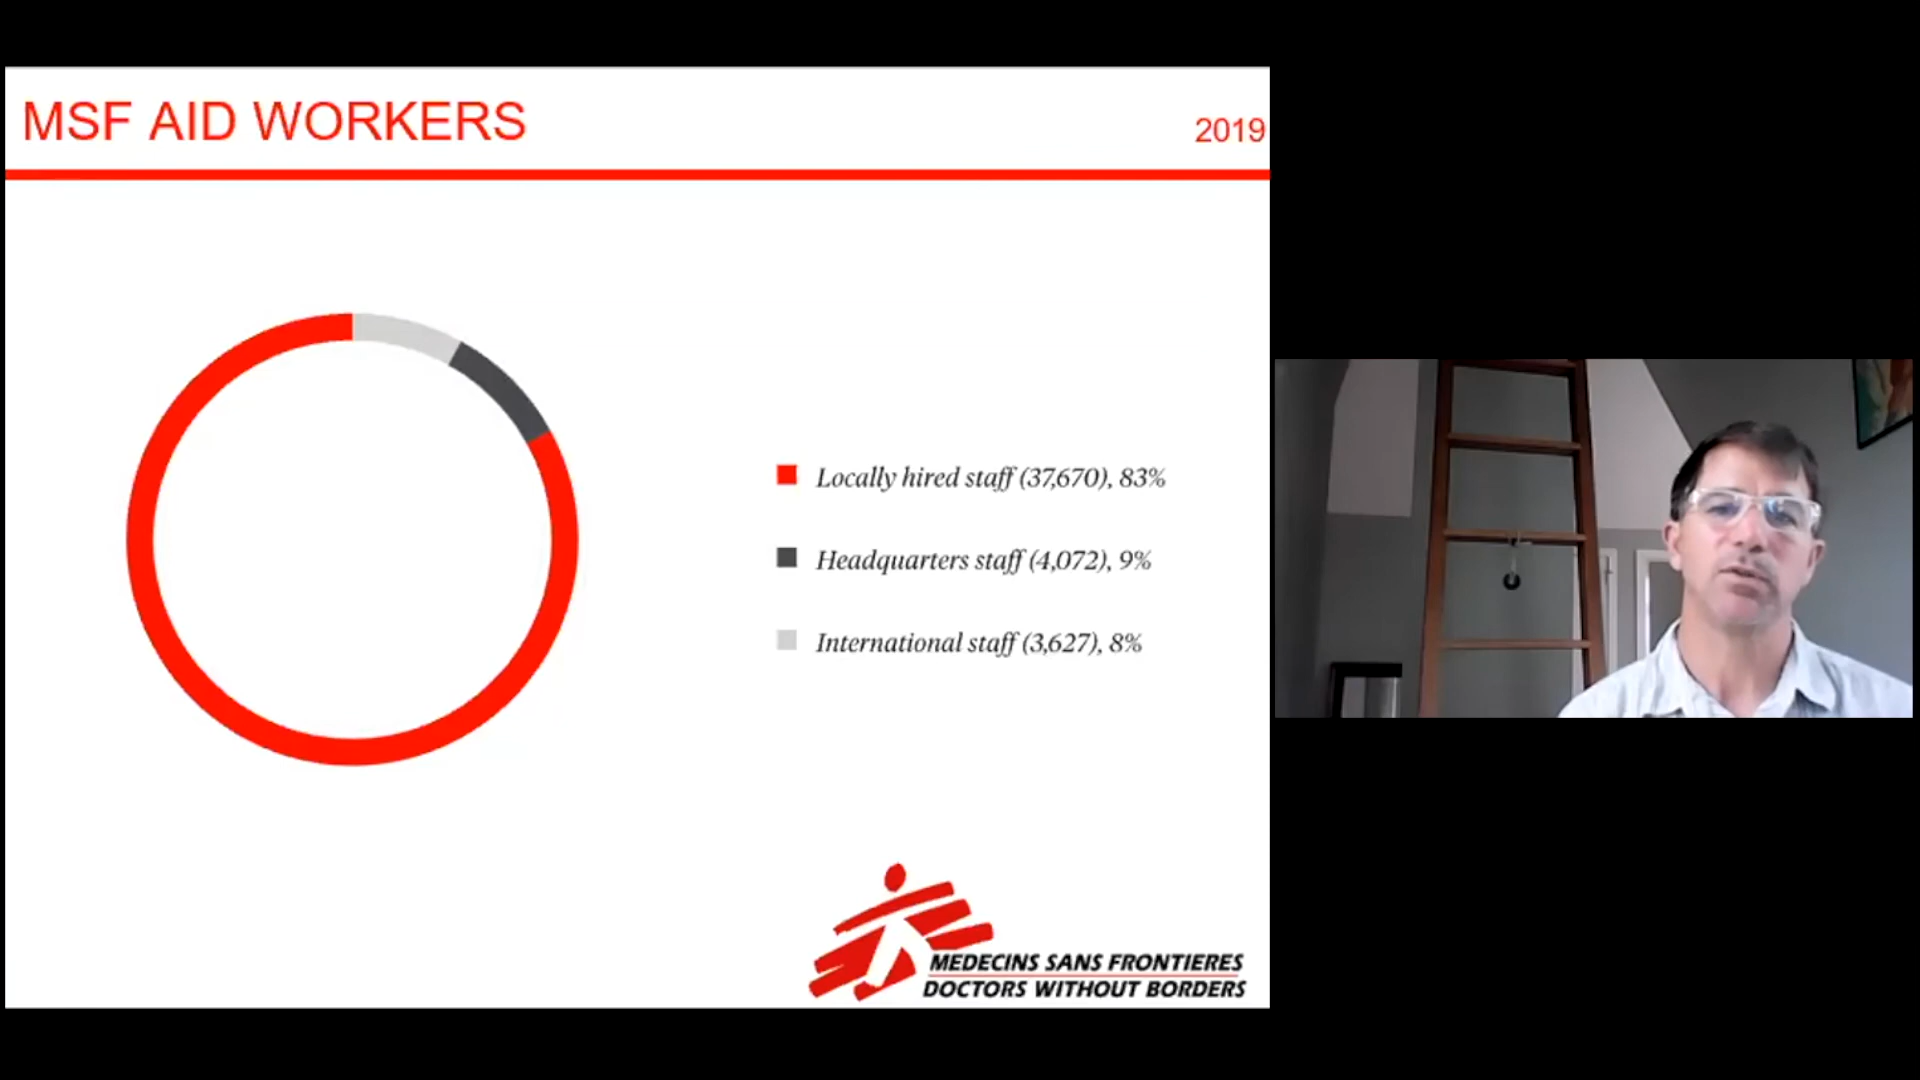 MSF AID WORKERS
2019
Locally hired staff (37,670), 83%
Headquarters staff (4,072), 9%
International staff (3,627), 8%
MEDECINS SANS FRONTIERES
DOCTORS WITHOUT BORDERS